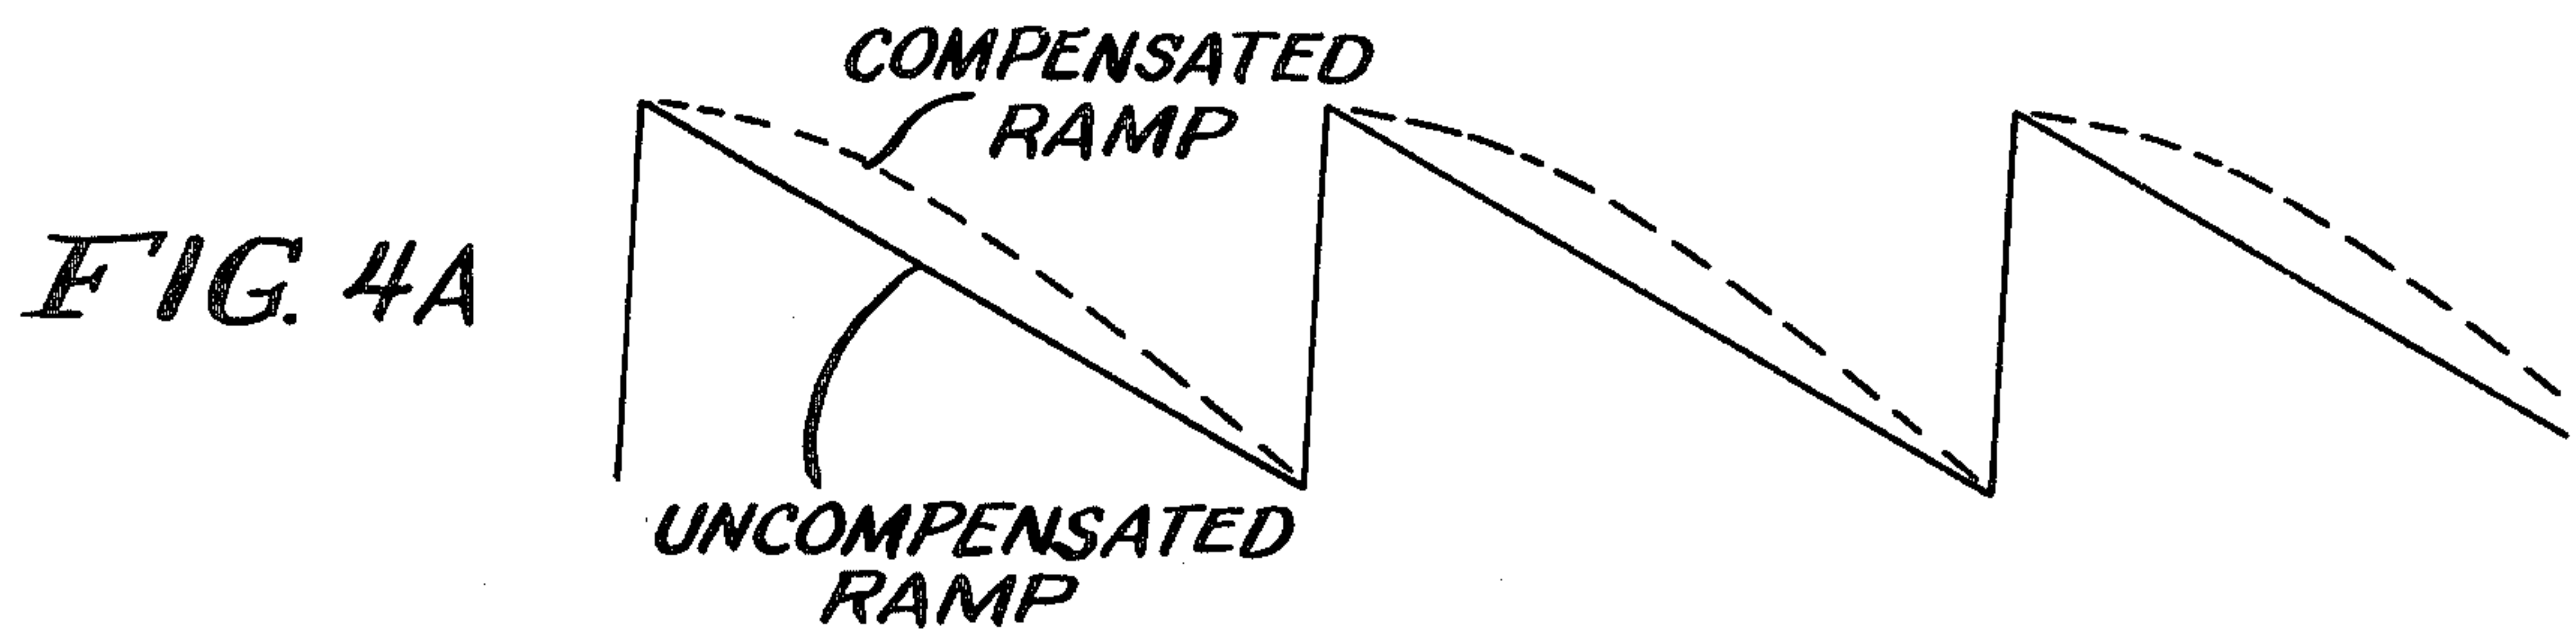 COMPENSATED
RAMP
FIG. 4A
UNCOMPENSATED
RAMP